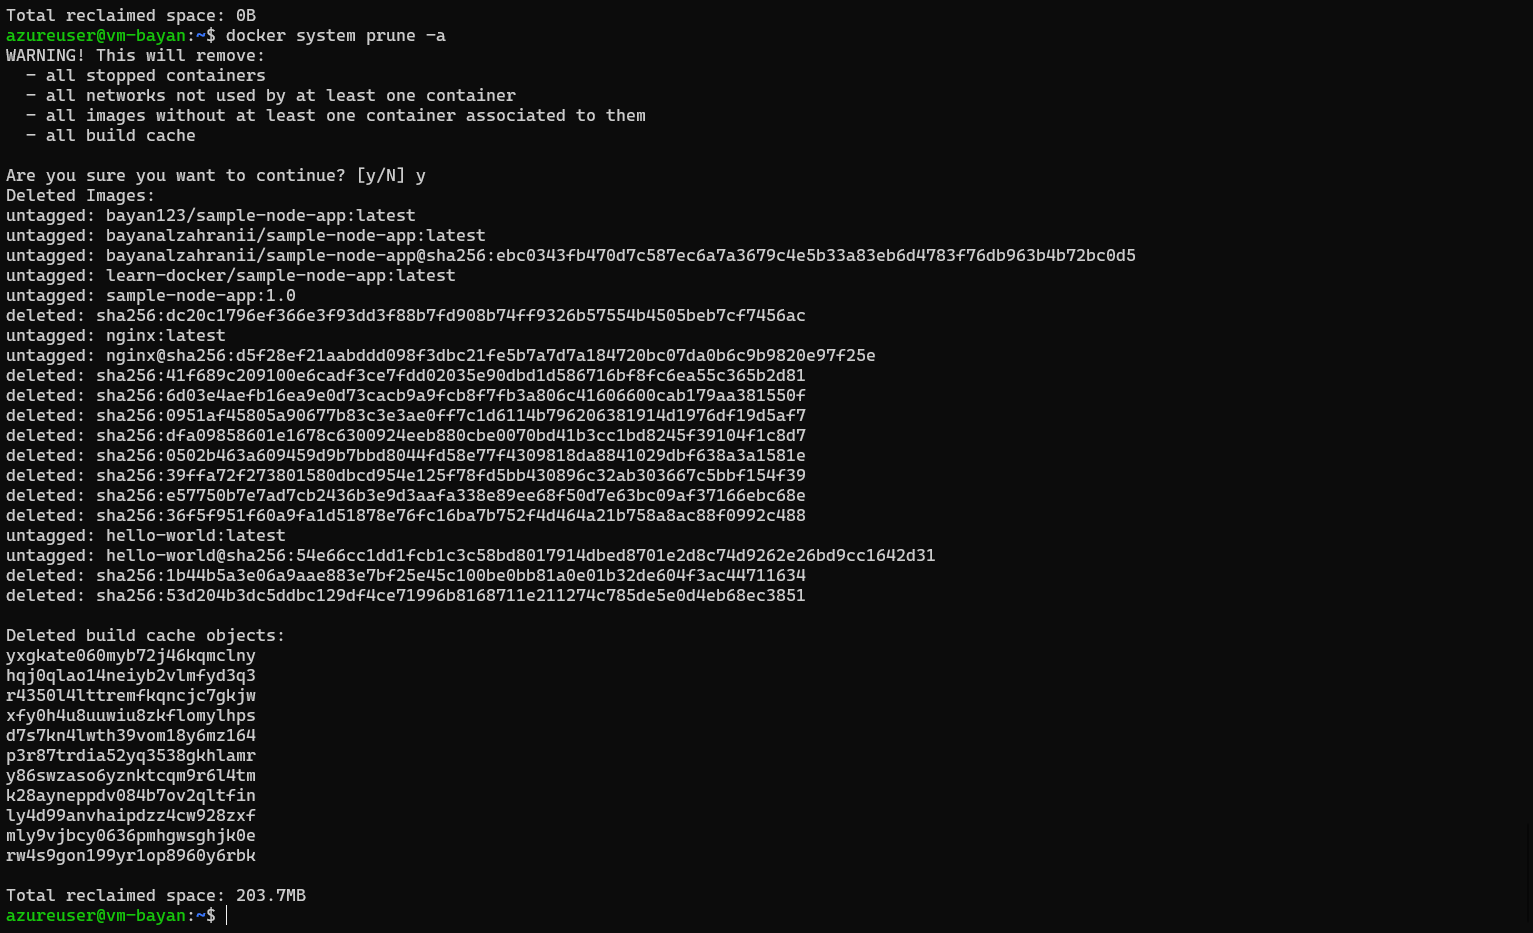 Total reclaimed space: 0B
azureuser@vm-bayan:~$ docker system prune -a
WARNING! This will remove:
  - all stopped containers
  - all networks not used by at least one container
  - all images without at least one container associated to them
  - all build cache

Are you sure you want to continue? [y/N] y
Deleted Images:
untagged: bayan123/sample-node-app:latest
untagged: bayanalzahranii/sample-node-app:latest
untagged: bayanalzahranii/sample-node-app@sha256:ebc0343fb470d7c587ec6a7a3679c4e5b33a83eb6d4783f76db963b4b72bc0d5
untagged: learn-docker/sample-node-app:latest
untagged: sample-node-app:1.0
deleted: sha256:dc20c1796ef366e3f93dd3f88b7fd908b74ff9326b57554b4505beb7cf7456ac
untagged: nginx:latest
untagged: nginx@sha256:d5f28ef21aabddd098f3dbc21fe5b7a7d7a184720bc07da0b6c9b9820e97f25e
deleted: sha256:41f689c209100e6cadf3ce7fdd02035e90dbd1d586716bf8fc6ea55c365b2d81
deleted: sha256:6d03e4aefb16ea9e0d73cacb9a9fcb8f7fb3a806c41606600cab179aa381550f
deleted: sha256:0951af45805a90677b83c3e3ae0ff7c1d6114b796206381914d1976df19d5af7
deleted: sha256:dfa09858601e1678c6300924eeb880cbe0070bd41b3cc1bd8245f39104f1c8d7
deleted: sha256:0502b463a609459d9b7bbd8044fd58e77f4309818da8841029dbf638a3a1581e
deleted: sha256:39ffa72f273801580dbcd954e125f78fd5bb430896c32ab303667c5bbf154f39
deleted: sha256:e57750b7e7ad7cb2436b3e9d3aafa338e89ee68f50d7e63bc09af37166ebc68e
deleted: sha256:36f5f951f60a9fa1d51878e76fc16ba7b752f4d464a21b758a8ac88f0992c488
untagged: hello-world:latest
untagged: hello-world@sha256:54e66cc1dd1fcb1c3c58bd8017914dbed8701e2d8c74d9262e26bd9cc1642d31
deleted: sha256:1b44b5a3e06a9aae883e7bf25e45c100be0bb81a0e01b32de604f3ac44711634
deleted: sha256:53d204b3dc5ddbc129df4ce71996b8168711e211274c785de5e0d4eb68ec3851

Deleted build cache objects:
yxgkate060myb72j46kqmclny
hqj0qlao14neiyb2vlmfyd3q3
r4350l4lttremfkqncjc7gkjw
xfy0h4u8uuwiu8zkflomylhps
d7s7kn4lwth39vom18y6mz164
p3r87trdia52yq3538gkhlamr
y86swzaso6yznktcqm9r6l4tm
k28ayneppdv084b7ov2qltfin
ly4d99anvhaipdzz4cw928zxf
mly9vjbcy0636pmhgwsghjk0e
rw4s9gon199yr1op8960y6rbk

Total reclaimed space: 203.7MB
azureuser@vm-bayan:~$